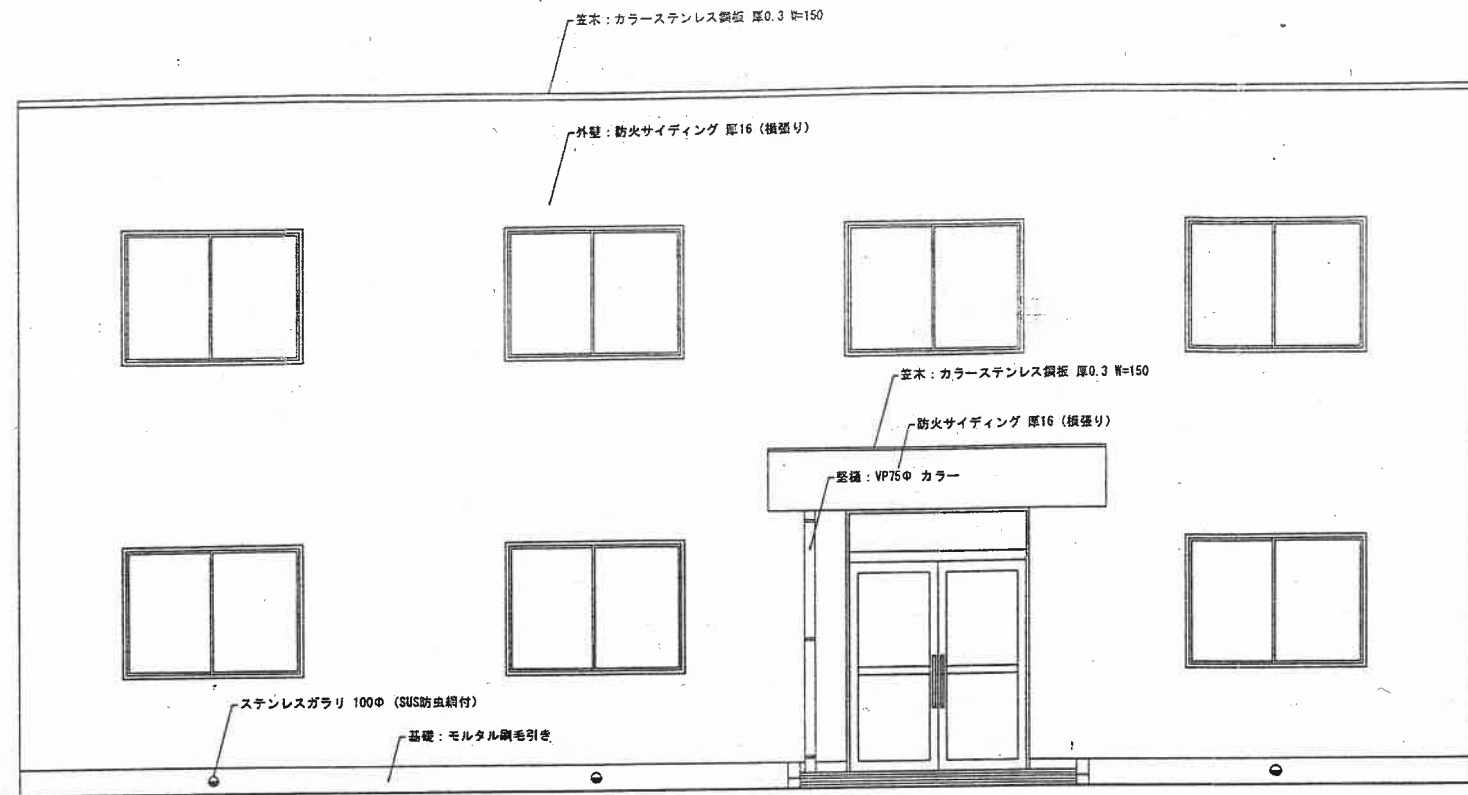 笠木：カラーステンレス鋼板 厚0.3 W=150
外壁：防火サイディング 厚16（横張り）
笠木：カラーステンレス鋼板 厚0.3 W=150
防火サイディング 厚16（横張り）
竪樋：VP75Φ カラー
ステンレスガラリ 100Φ（SUS防虫網付）
基礎：モルタル刷毛引き